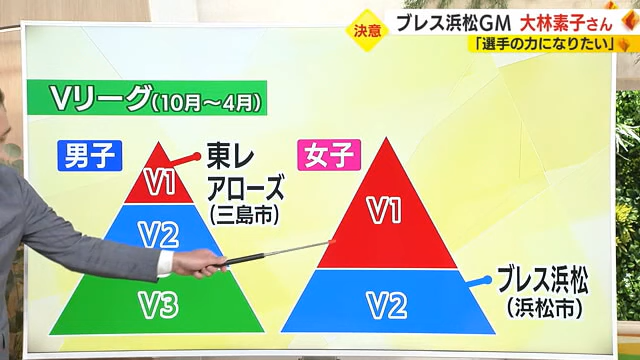 決意
ブレス浜松GM 大林素子さん
「選手の力になりたい」
Vリーグ(10月〜4月)
男子
V1
東レ
アローズ
(三島市)
V2
V3
女子
V1
V2
ブレス浜松
(浜松市)